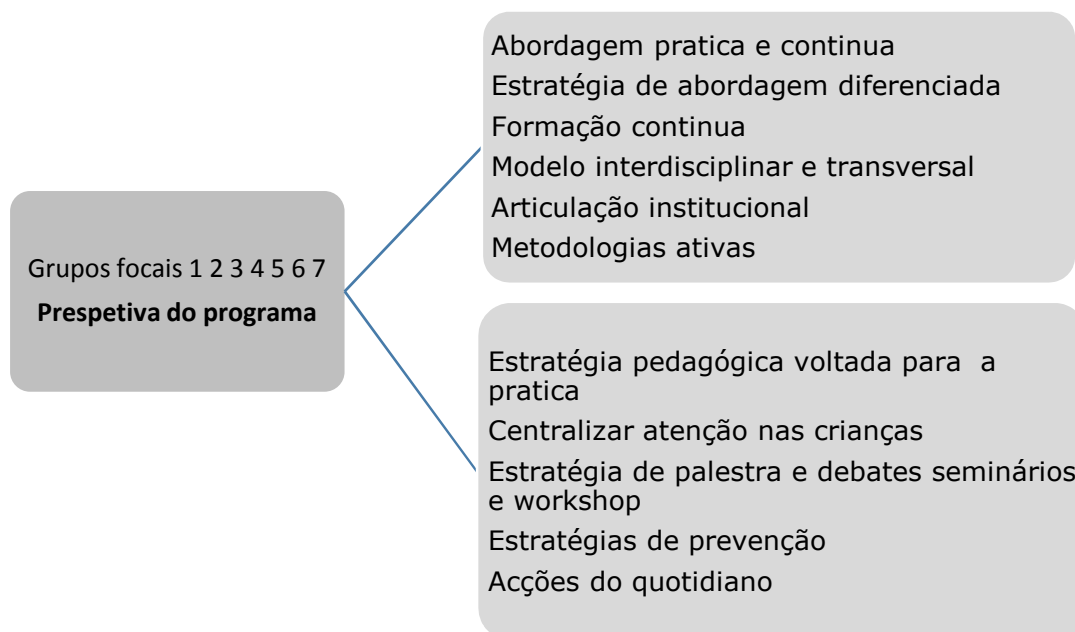 Grupos focais 1 2 3 4 5 6 7
Prespetiva do programa
Abordagem pratica e continua
Estratégia de abordagem diferenciada
Formação continua
Modelo interdisciplinar e transversal
Articulação institucional
Metodologias ativas
Estratégia pedagógica voltada para a
pratica
Centralizar atenção nas crianças
Estratégia de palestra e debates seminários
e workshop
Estratégias de prevenção
Acções do quotidiano